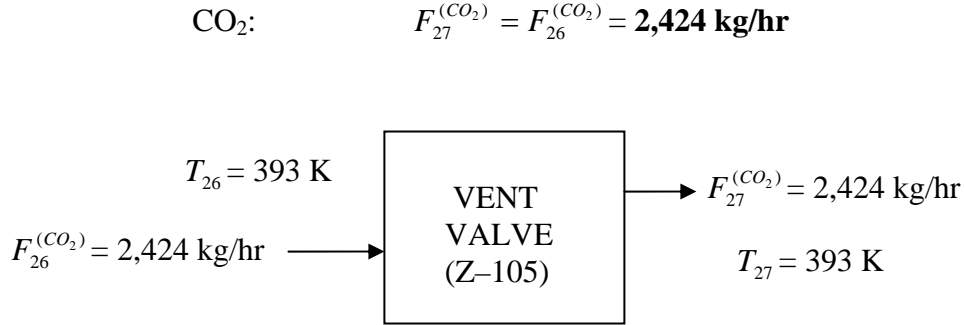 CO₂: F₂₇^(CO₂) = F₂₆^(CO₂) = 2,424 kg/hr
T₂₆ = 393 K
VENT
VALVE
(Z–105)
F₂₆^(CO₂) = 2,424 kg/hr
F₂₇^(CO₂) = 2,424 kg/hr
T₂₇ = 393 K